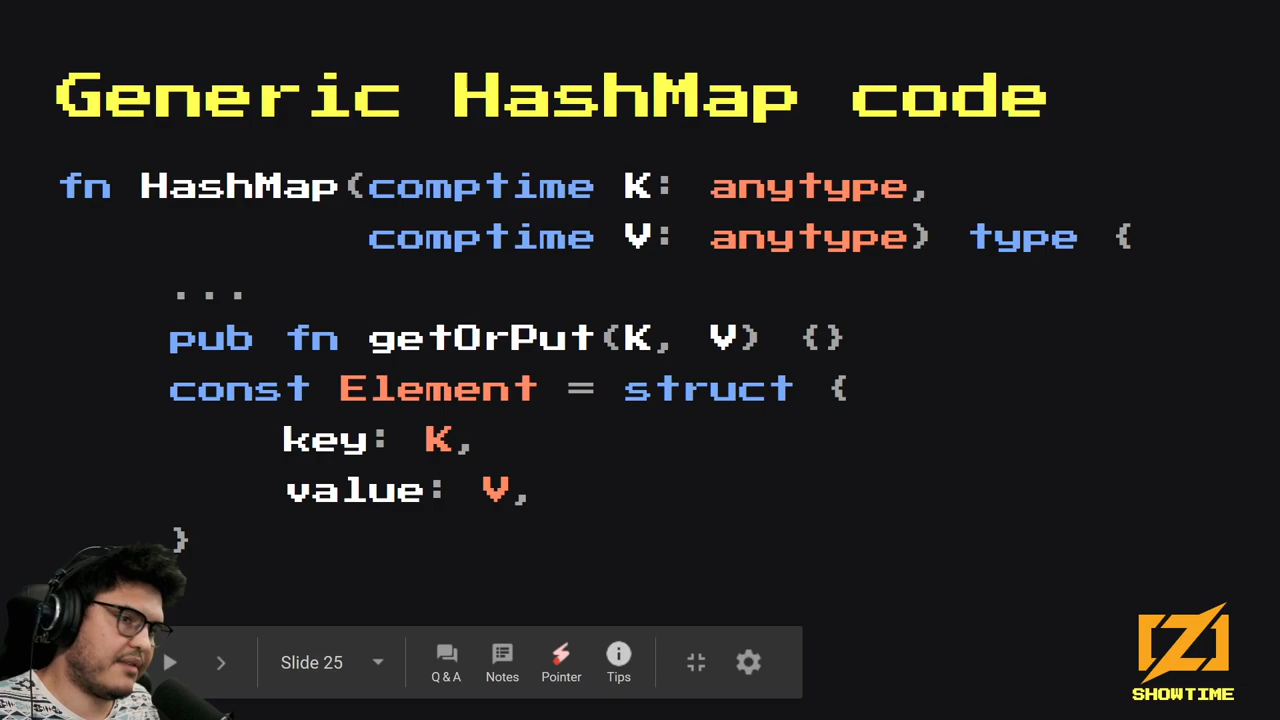 Generic HashMap code
fn HashMap(comptime K: anytype,
comptime V: anytype) type {
...
pub fn getOrPut(K, V) {}
const Element = struct {
key: K,
value: V,
}
Slide 25
Q & A
Notes
Pointer
Tips
Z
SHOWTIME